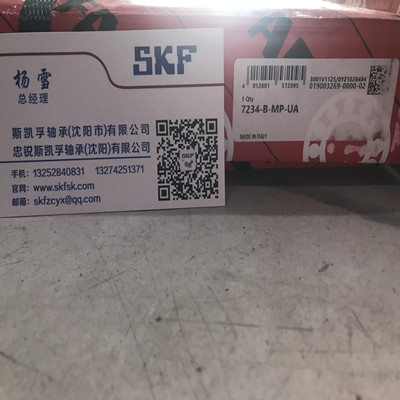 SKF
杨雪
总经理
斯凯孚轴承(沈阳市)有限公司
忠锐斯凯孚轴承(沈阳)有限公司
手机：13252840831 13274251371
官网：www.skfsk.com
邮箱：skfzcyx@qq.com
1 Qty
7234-B-MP-UA
MADE IN ITALY
019003269-0000-02